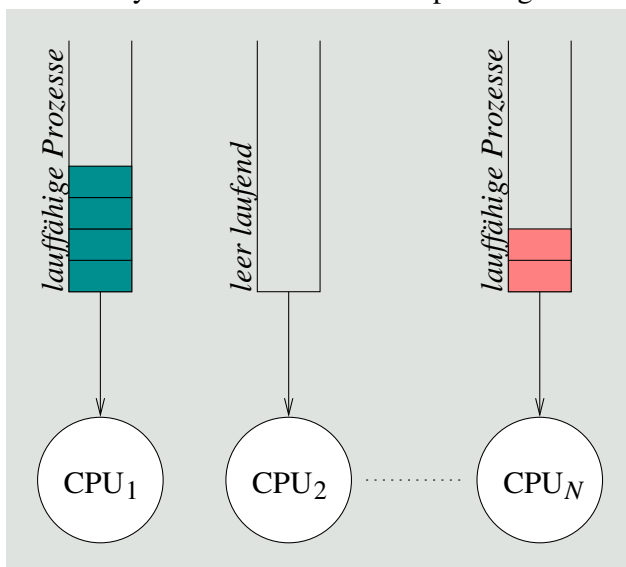 lauffähige Prozesse
leer laufend
lauffähige Prozesse
CPU1
CPU2
CPUN